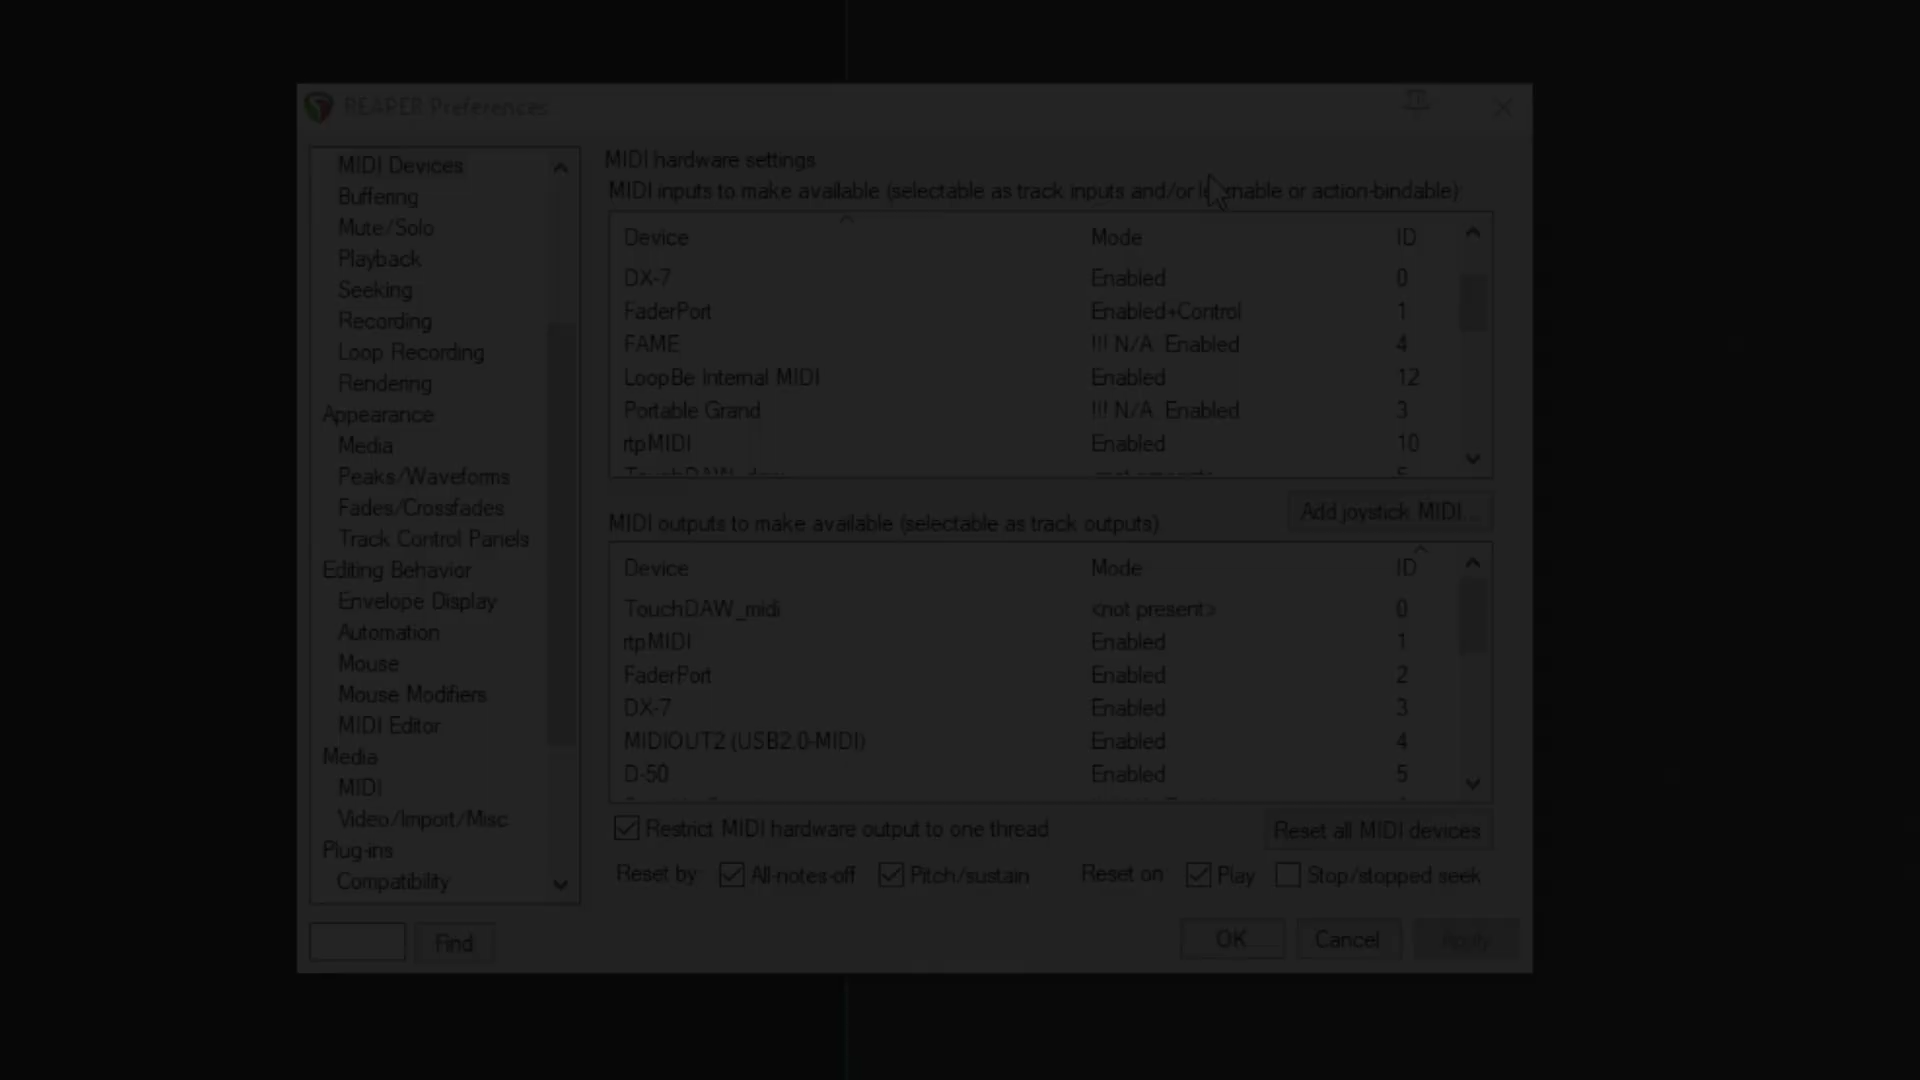 REAPER Preferences
MIDI Devices
Buffering
Mute/Solo
Playback
Seeking
Recording
Loop Recording
Rendering
Appearance
Media
Peaks/Waveforms
Fades/Crossfades
Track Control Panels
Editing Behavior
Envelope Display
Automation
Mouse
Mouse Modifiers
MIDI Editor
Media
MIDI
Video/Import/Misc
Plug-ins
Compatibility
Find
MIDI hardware settings
MIDI inputs to make available (selectable as track inputs and/or learnable or action-bindable):
Device Mode ID
DX-7 Enabled 0
FaderPort Enabled+Control 1
FAME !!! N/A: Enabled 4
LoopBe Internal MIDI Enabled 12
Portable Grand !!! N/A: Enabled 3
rtpMIDI Enabled 10
Add joystick MIDI...
MIDI outputs to make available (selectable as track outputs):
Device Mode ID
TouchDAW_midi <not present> 0
rtpMIDI Enabled 1
FaderPort Enabled 2
DX-7 Enabled 3
MIDIOUT2 (USB2.0-MIDI) Enabled 4
D-50 Enabled 5
Restrict MIDI hardware output to one thread
Reset all MIDI devices
Reset by: All-notes-off Pitch/sustain Reset on: Play Stop/stopped seek
OK Cancel Apply